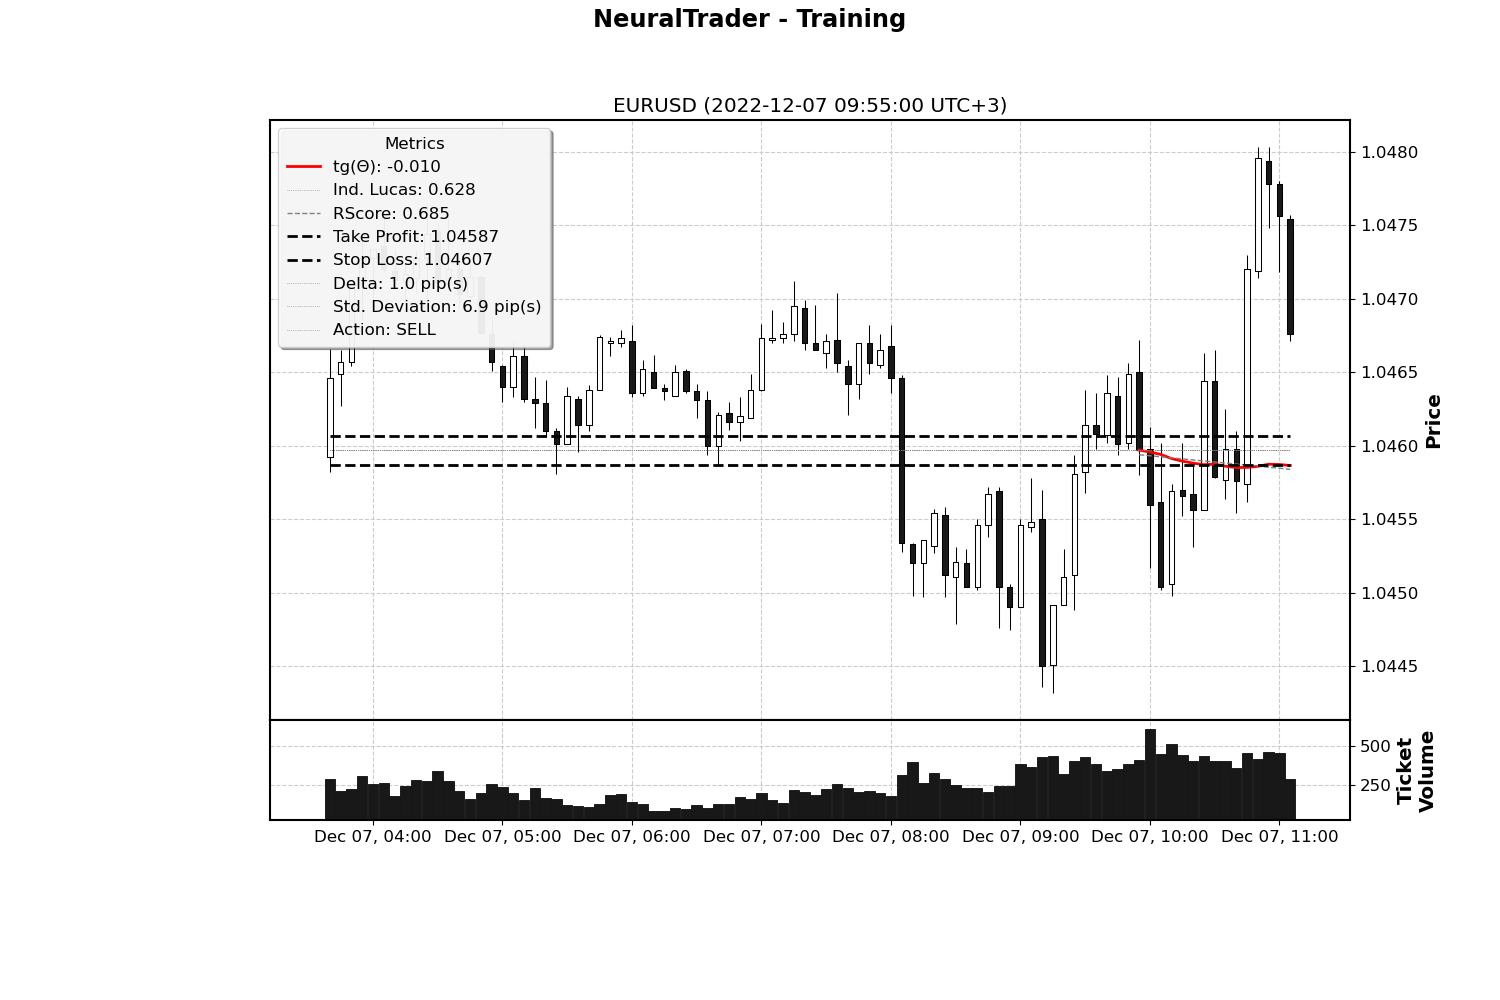 NeuralTrader - Training
EURUSD (2022-12-07 09:55:00 UTC+3)
Metrics
tg(Θ): -0.010
Ind. Lucas: 0.628
RScore: 0.685
Take Profit: 1.04587
Stop Loss: 1.04607
Delta: 1.0 pip(s)
Std. Deviation: 6.9 pip(s)
Action: SELL
1.0480
1.0475
1.0470
1.0465
1.0460
1.0455
1.0450
1.0445
Price
500
250
Ticket
Volume
Dec 07, 04:00
Dec 07, 05:00
Dec 07, 06:00
Dec 07, 07:00
Dec 07, 08:00
Dec 07, 09:00
Dec 07, 10:00
Dec 07, 11:00